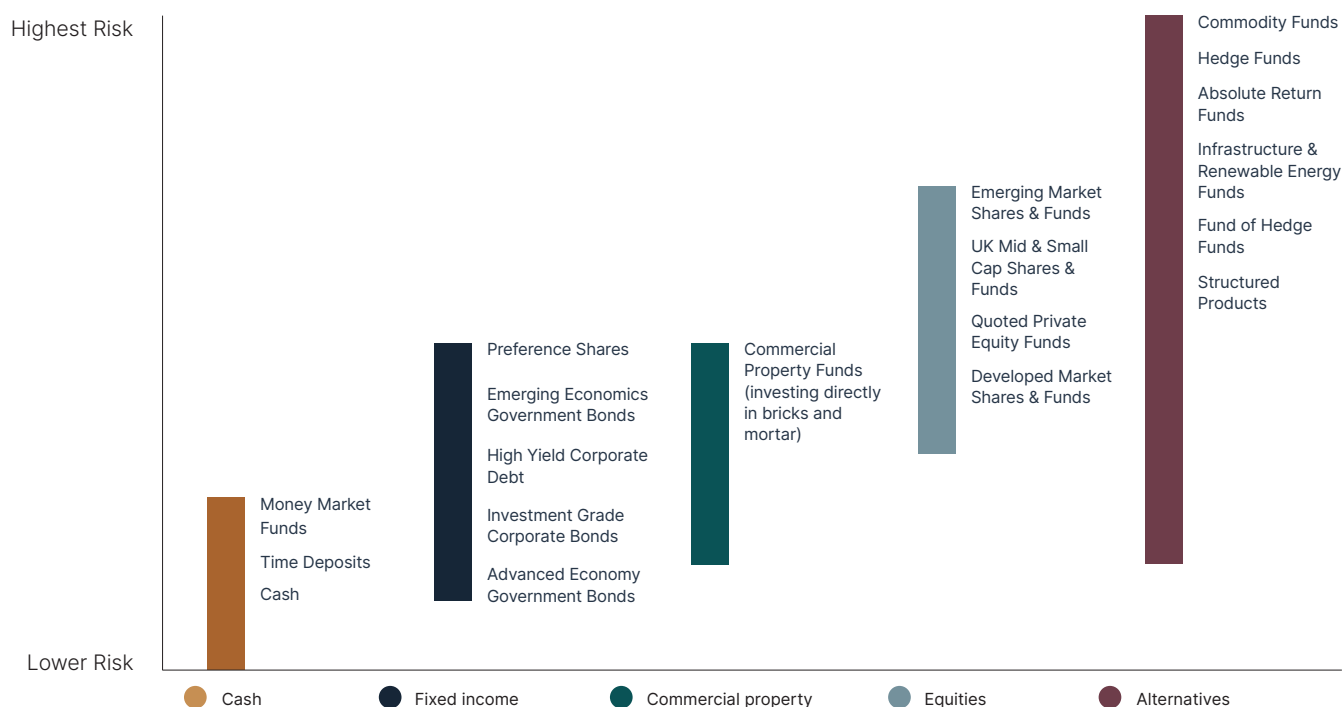 Highest Risk
Lower Risk
Money Market
Funds
Time Deposits
Cash
Preference Shares
Emerging Economics
Government Bonds
High Yield Corporate
Debt
Investment Grade
Corporate Bonds
Advanced Economy
Government Bonds
Commercial
Property Funds
(investing directly
in bricks and
mortar)
Emerging Market
Shares & Funds
UK Mid & Small
Cap Shares &
Funds
Quoted Private
Equity Funds
Developed Market
Shares & Funds
Commodity Funds
Hedge Funds
Absolute Return
Funds
Infrastructure &
Renewable Energy
Funds
Fund of Hedge
Funds
Structured
Products
Cash
Fixed income
Commercial property
Equities
Alternatives